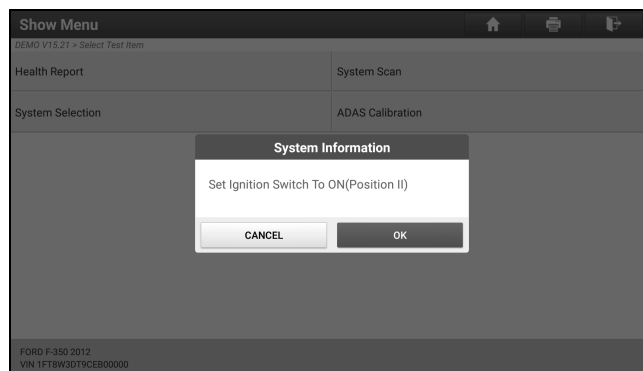 Show Menu
DEMO V15.21 > Select Test Item
Health Report
System Scan
System Selection
ADAS Calibration
System Information
Set Ignition Switch To ON(Position II)
CANCEL
OK
FORD F-350 2012
VIN 1FT8W3DT9CEB00000